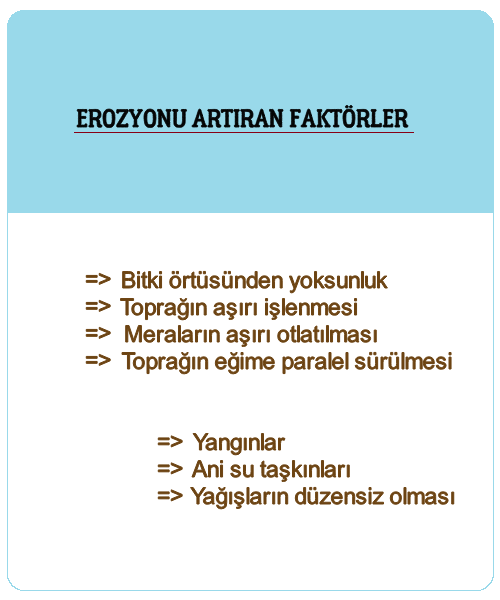 EROZYONU ARTIRAN FAKTÖRLER
=> Bitki örtüsünden yoksunluk
=> Toprağın aşırı işlenmesi
=> Meraların aşırı otlatılması
=> Toprağın eğime paralel sürülmesi
=> Yangınlar
=> Ani su taşkınları
=> Yağışların düzensiz olması